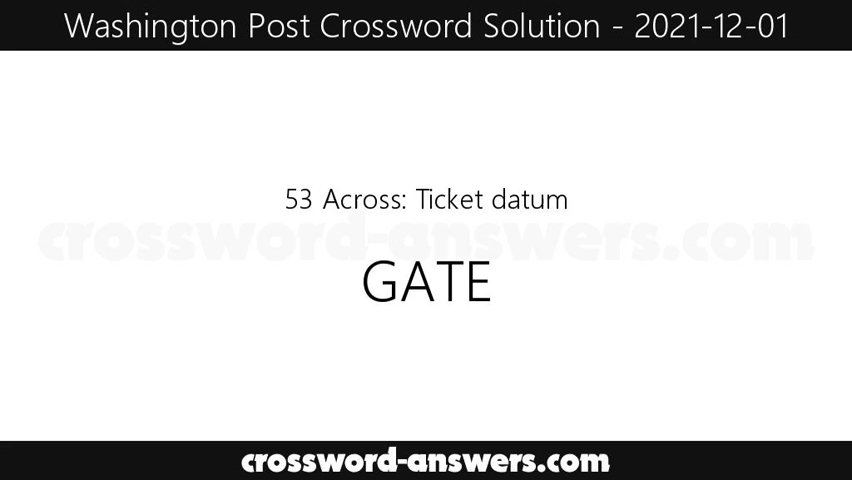 Washington Post Crossword Solution - 2021-12-01
53 Across: Ticket datum
crossword-answers.com
GATE
crossword-answers.com